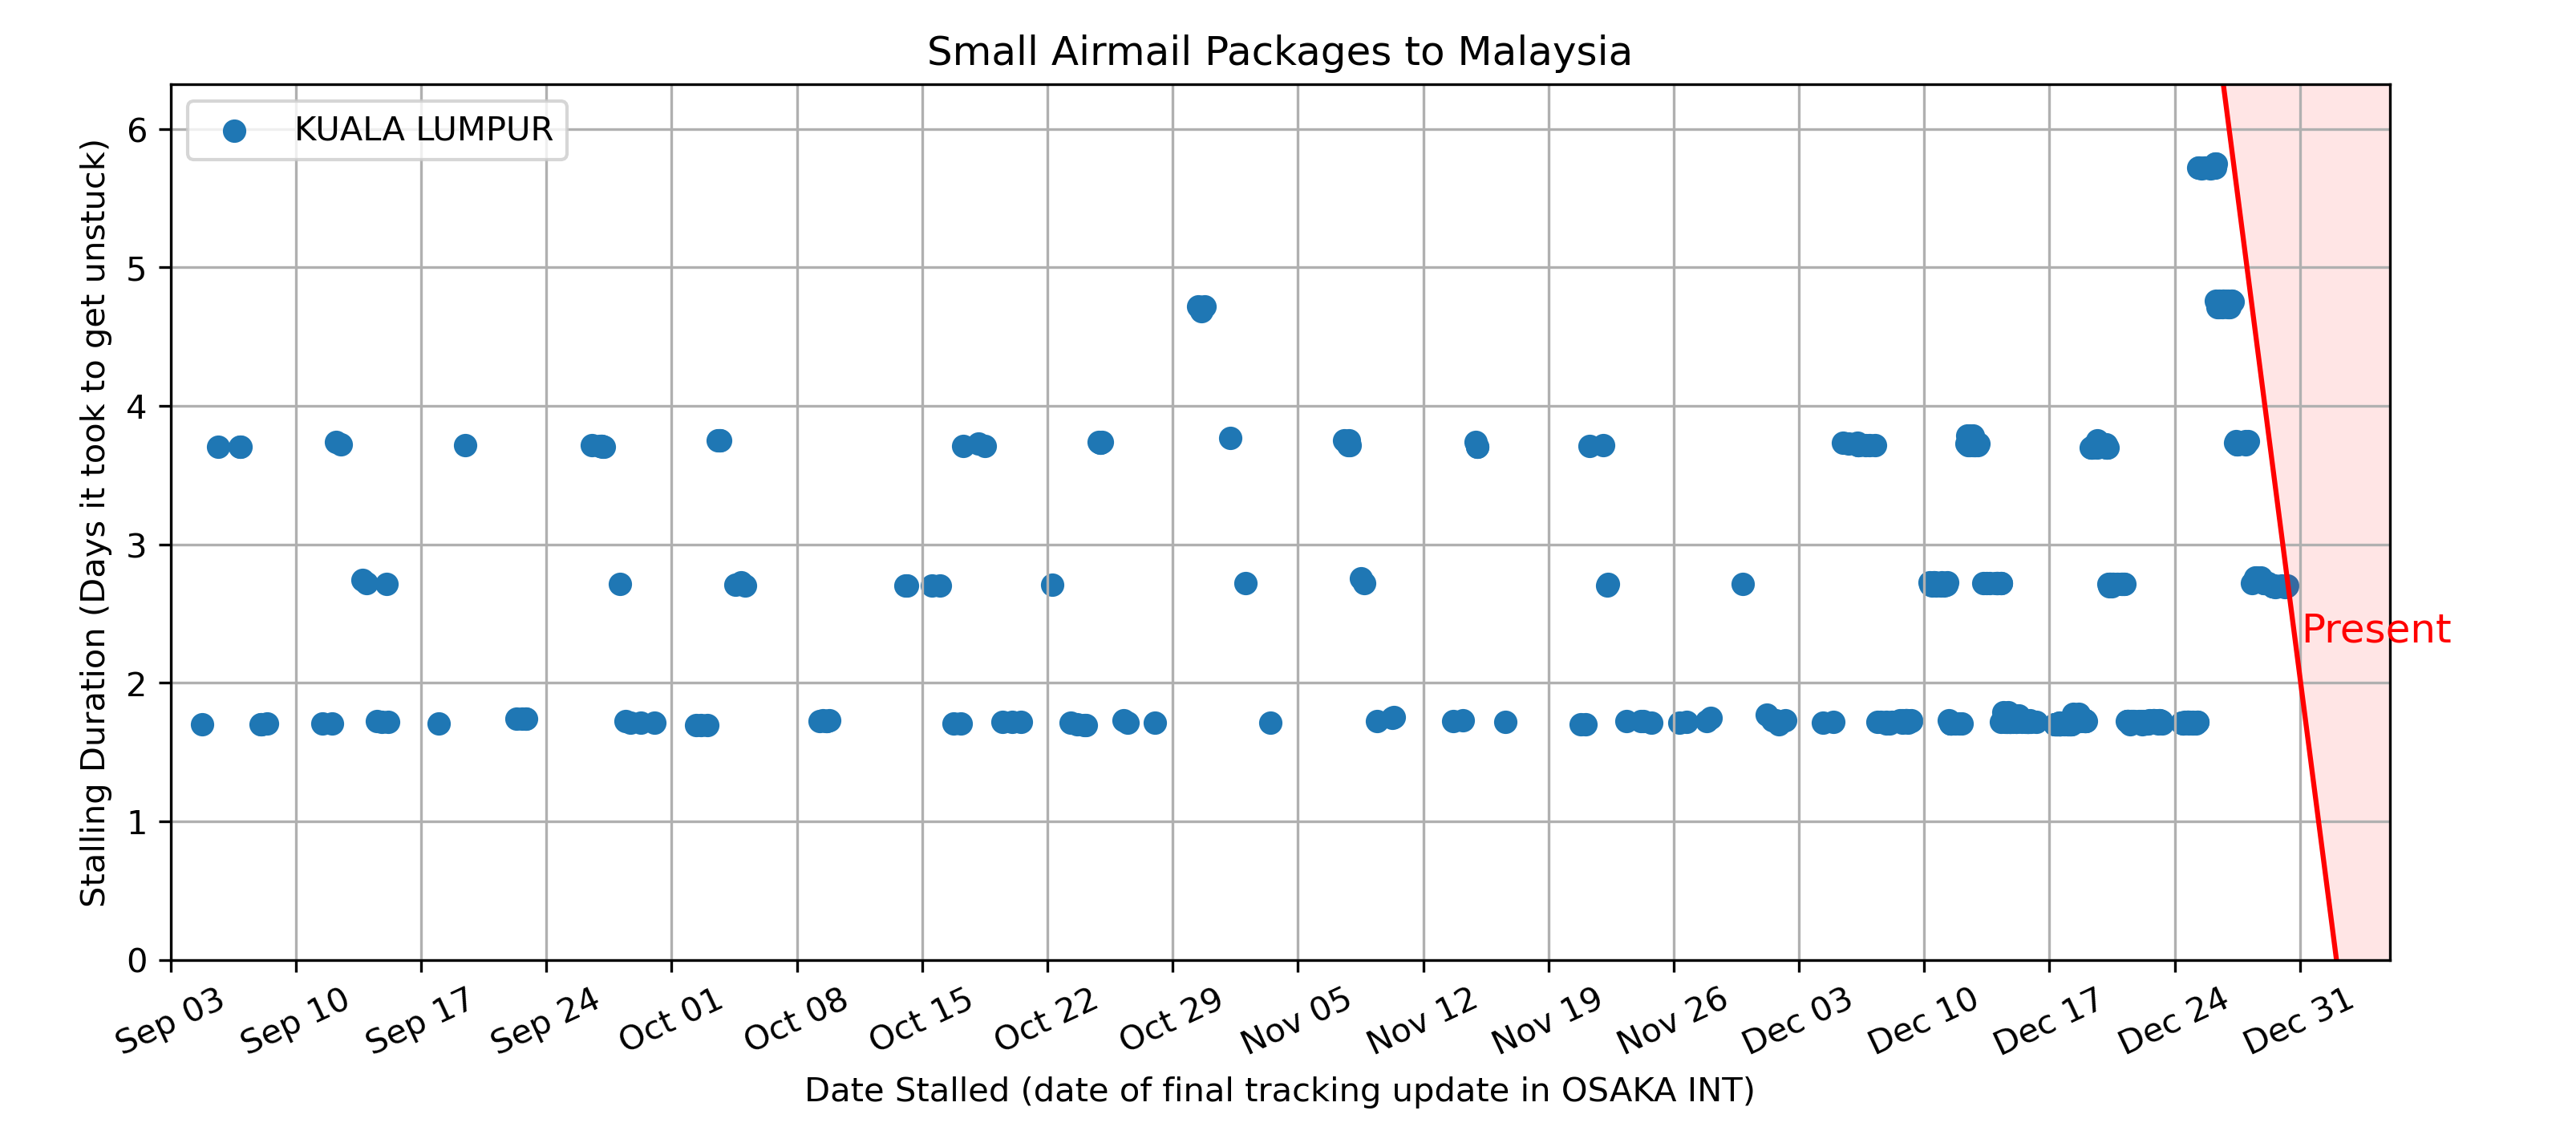 Small Airmail Packages to Malaysia
KUALA LUMPUR
Stalling Duration (Days it took to get unstuck)
6
5
4
3
2
1
0
Present
Sep 03
Sep 10
Sep 17
Sep 24
Oct 01
Oct 08
Oct 15
Oct 22
Oct 29
Nov 05
Nov 12
Nov 19
Nov 26
Dec 03
Dec 10
Dec 17
Dec 24
Dec 31
Date Stalled (date of final tracking update in OSAKA INT)